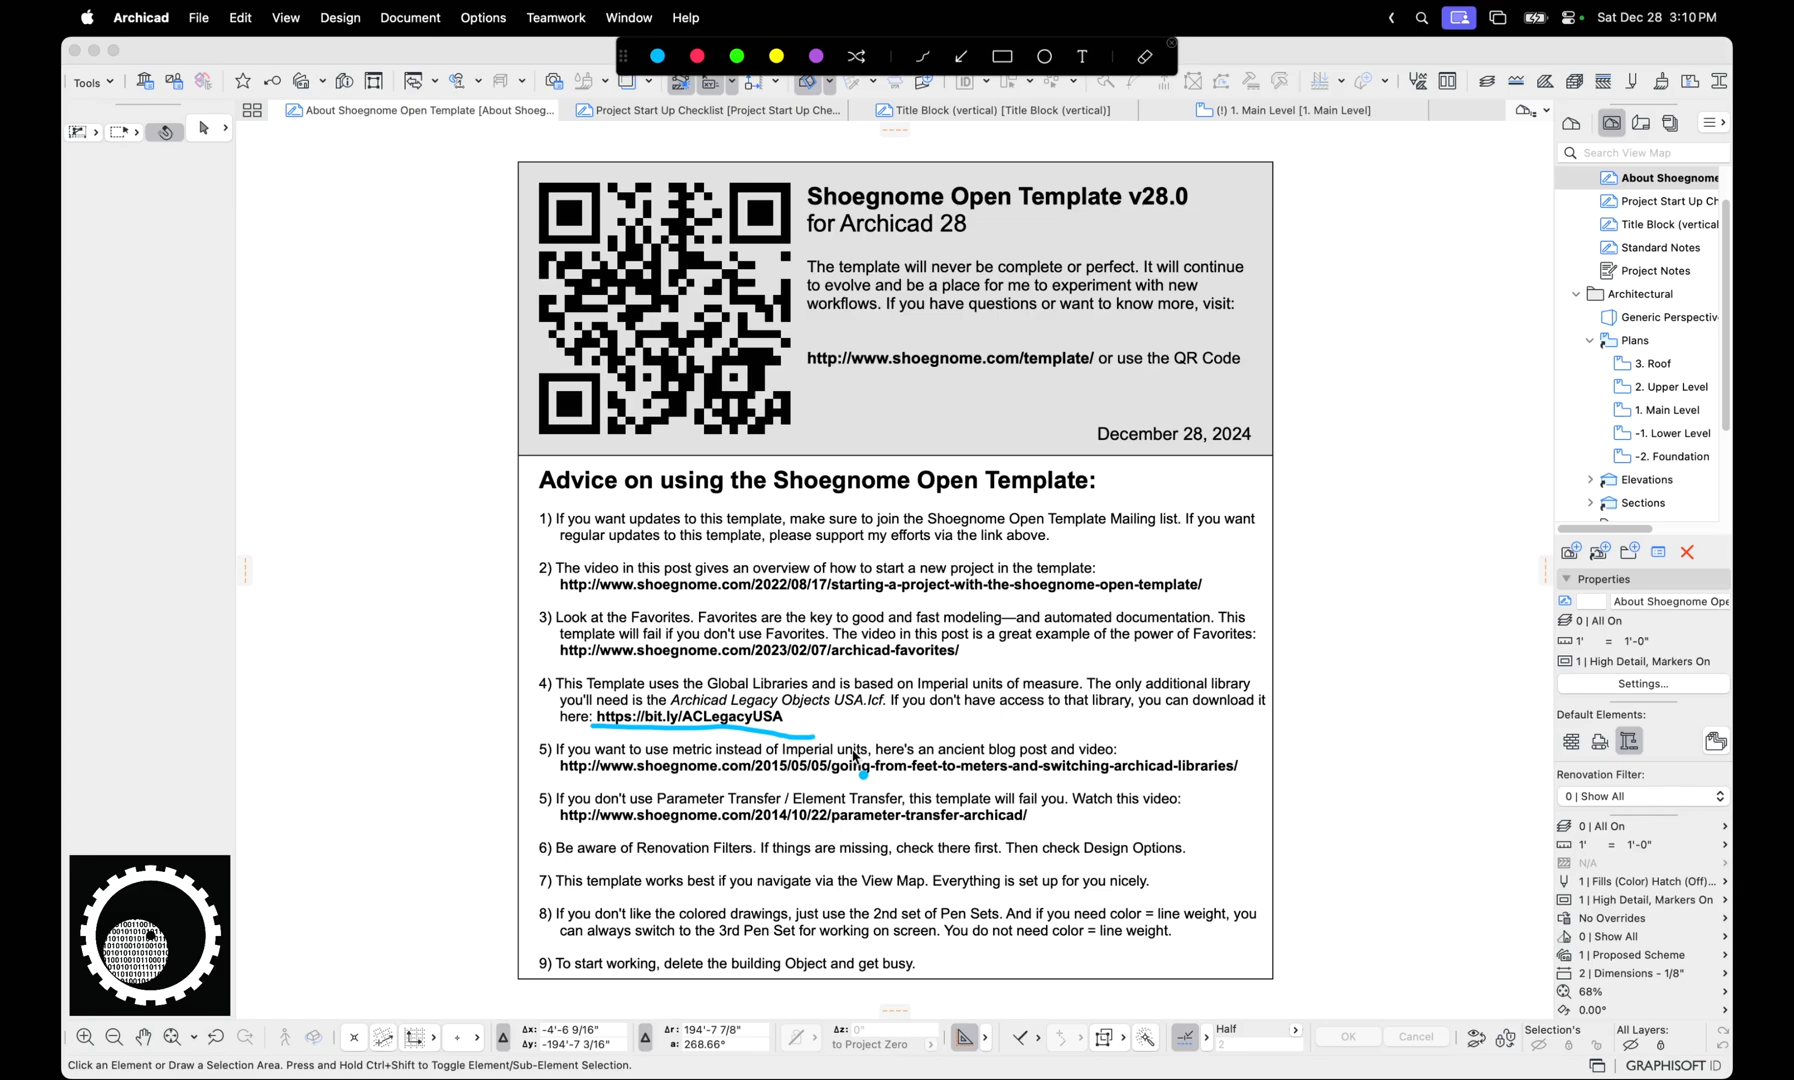 Archicad File Edit View Design Document Options Teamwork Window Help
Sat Dec 28 3:10 PM
Tools
About Shoegnome Open Template [About Shoeg...
Project Start Up Checklist [Project Start Up Che...
Title Block (vertical) [Title Block (vertical)]
(!) 1. Main Level [1. Main Level]
Shoegnome Open Template v28.0
for Archicad 28
The template will never be complete or perfect. It will continue
to evolve and be a place for me to experiment with new
workflows. If you have questions or want to know more, visit:
http://www.shoegnome.com/template/ or use the QR Code
December 28, 2024
Advice on using the Shoegnome Open Template:
1) If you want updates to this template, make sure to join the Shoegnome Open Template Mailing list. If you want
regular updates to this template, please support my efforts via the link above.
2) The video in this post gives an overview of how to start a new project in the template:
http://www.shoegnome.com/2022/08/17/starting-a-project-with-the-shoegnome-open-template/
3) Look at the Favorites. Favorites are the key to good and fast modeling—and automated documentation. This
template will fail if you don't use Favorites. The video in this post is a great example of the power of Favorites:
http://www.shoegnome.com/2023/02/07/archicad-favorites/
4) This Template uses the Global Libraries and is based on Imperial units of measure. The only additional library
you'll need is the Archicad Legacy Objects USA.lcf. If you don't have access to that library, you can download it
here: https://bit.ly/ACLegacyUSA
5) If you want to use metric instead of Imperial units, here's an ancient blog post and video:
http://www.shoegnome.com/2015/05/05/going-from-feet-to-meters-and-switching-archicad-libraries/
5) If you don't use Parameter Transfer / Element Transfer, this template will fail you. Watch this video:
http://www.shoegnome.com/2014/10/22/parameter-transfer-archicad/
6) Be aware of Renovation Filters. If things are missing, check there first. Then check Design Options.
7) This template works best if you navigate via the View Map. Everything is set up for you nicely.
8) If you don't like the colored drawings, just use the 2nd set of Pen Sets. And if you need color = line weight, you
can always switch to the 3rd Pen Set for working on screen. You do not need color = line weight.
9) To start working, delete the building Object and get busy.
Search View Map
About Shoegnome
Project Start Up Ch
Title Block (vertical
Standard Notes
Project Notes
Architectural
Generic Perspectiv
Plans
3. Roof
2. Upper Level
1. Main Level
-1. Lower Level
-2. Foundation
Elevations
Sections
Properties
About Shoegnome Ope
0 | All On
1' = 1'-0"
1 | High Detail, Markers On
Settings...
Default Elements:
Renovation Filter:
0 | Show All
0 | All On
1' = 1'-0"
N/A
1 | Fills (Color) Hatch (Off)...
1 | High Detail, Markers On
No Overrides
0 | Show All
1 | Proposed Scheme
2 | Dimensions - 1/8"
68%
0.00°
Δx: -4'-6 9/16"
Δy: -194'-7 3/16"
Δr: 194'-7 7/8"
a: 268.66°
Δz: 0"
to Project Zero
Half
2
OK
Cancel
Selection's
All Layers:
Click an Element or Draw a Selection Area. Press and Hold Ctrl+Shift to Toggle Element/Sub-Element Selection.
GRAPHISOFT ID